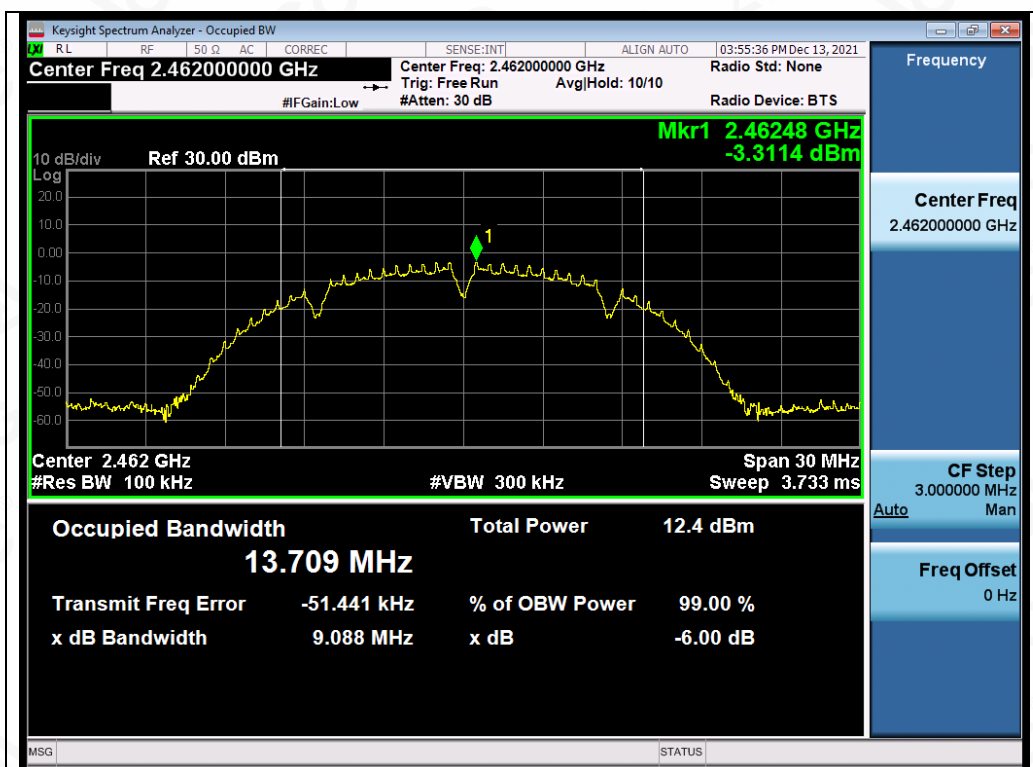 Keysight Spectrum Analyzer - Occupied BW
LXI RL RF 50 Ω AC CORREC SENSE:INT ALIGN AUTO 03:55:36 PM Dec 13, 2021
Center Freq 2.462000000 GHz
Center Freq: 2.462000000 GHz
Radio Std: None
Trig: Free Run Avg|Hold: 10/10
#IFGain:Low #Atten: 30 dB Radio Device: BTS
Mkr1 2.46248 GHz
-3.3114 dBm
10 dB/div Ref 30.00 dBm
Log
20.0
10.0
1
0.00
-10.0
-20.0
-30.0
-40.0
-50.0
-60.0
Center 2.462 GHz Span 30 MHz
#Res BW 100 kHz #VBW 300 kHz Sweep 3.733 ms
Occupied Bandwidth Total Power 12.4 dBm
13.709 MHz
Transmit Freq Error -51.441 kHz % of OBW Power 99.00 %
x dB Bandwidth 9.088 MHz x dB -6.00 dB
Frequency
Center Freq
2.462000000 GHz
CF Step
3.000000 MHz
Auto Man
Freq Offset
0 Hz
MSG STATUS